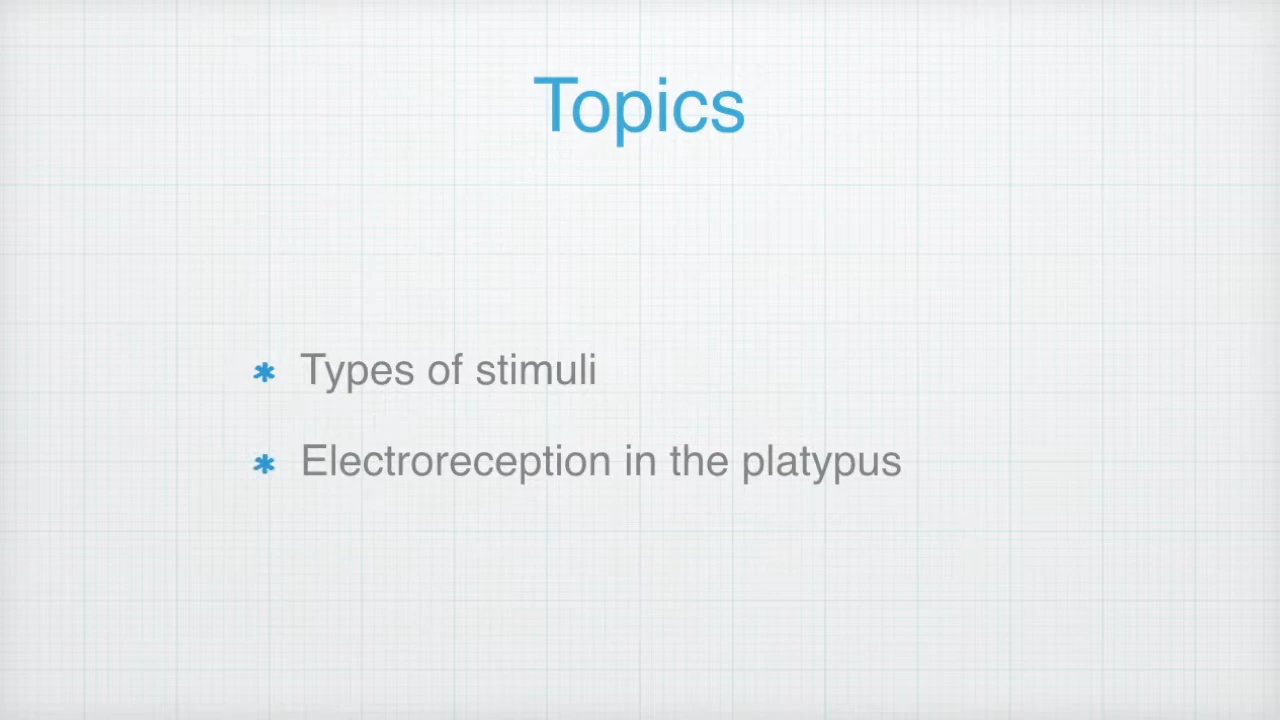 Topics
✱ Types of stimuli
✱ Electroreception in the platypus